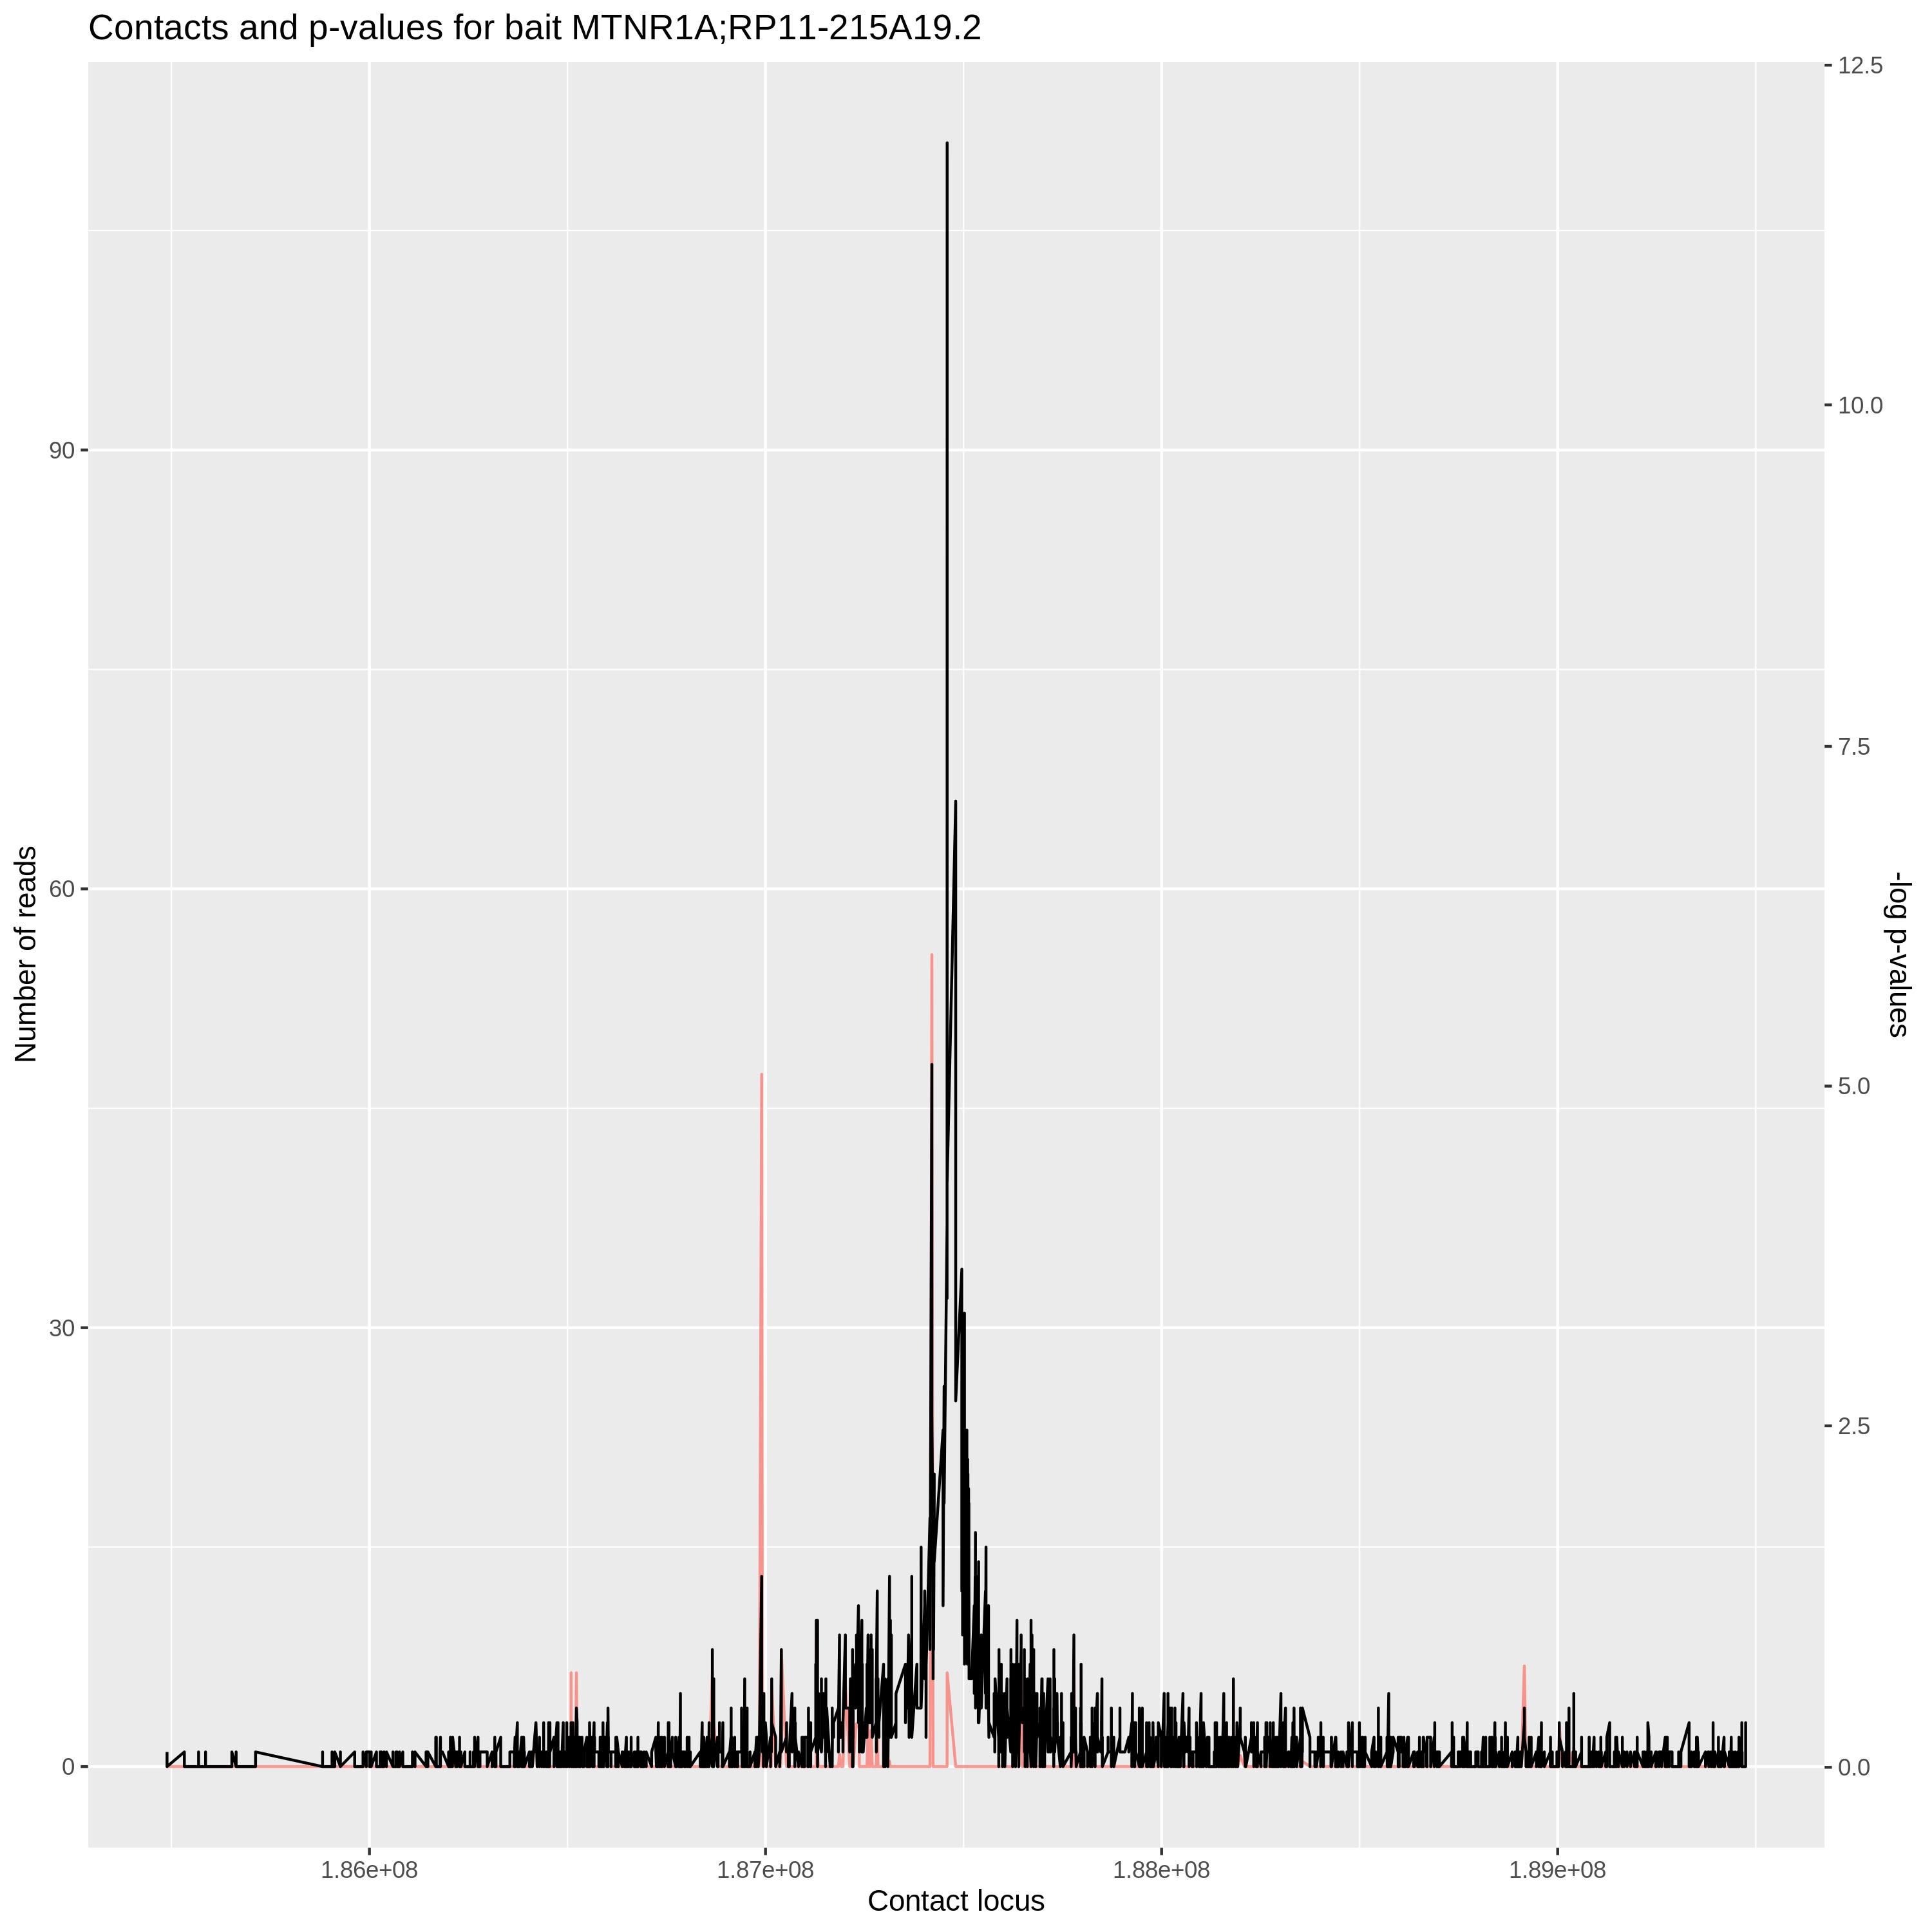 Contacts and p-values for bait MTNR1A;RP11-215A19.2
12.5
10.0
90
7.5
60
Number of reads
-log p-values
5.0
30
2.5
0
0.0
1.86e+08
1.87e+08
1.88e+08
1.89e+08
Contact locus